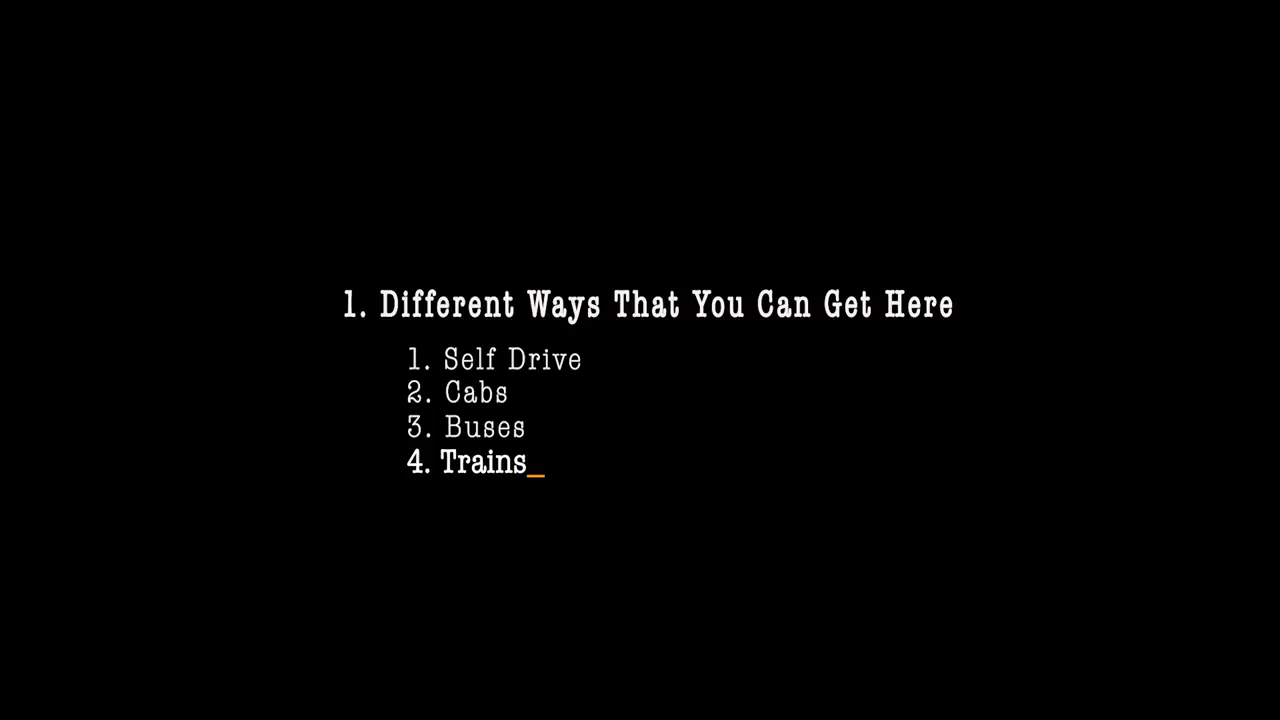 1. Different Ways That You Can Get Here
1. Self Drive
2. Cabs
3. Buses
4. Trains_